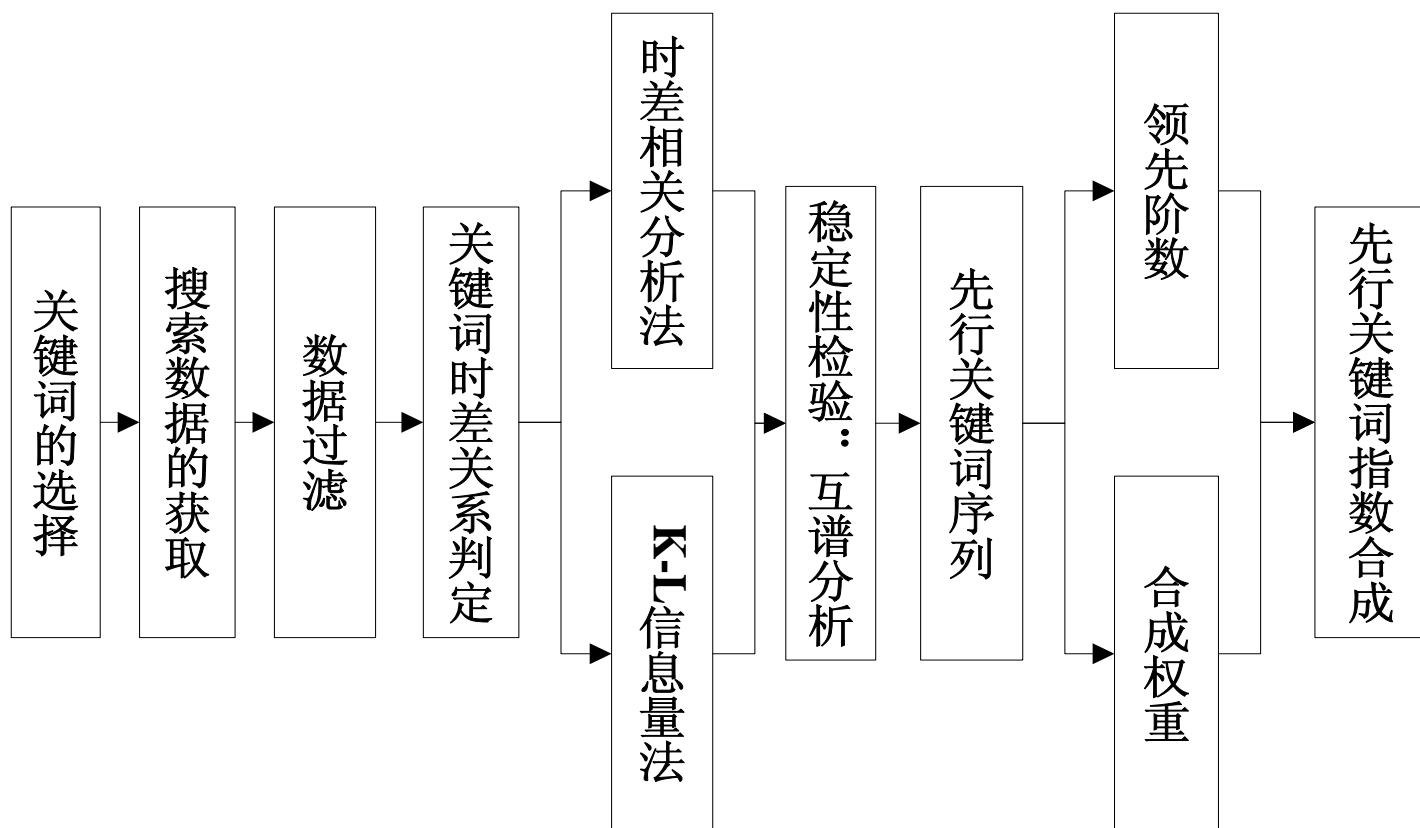 关键词的选择
搜索数据的获取
数据过滤
关键词时差关系判定
时差相关分析法
K-L信息量法
稳定性检验：互谱分析
先行关键词序列
领先阶数
合成权重
先行关键词指数合成